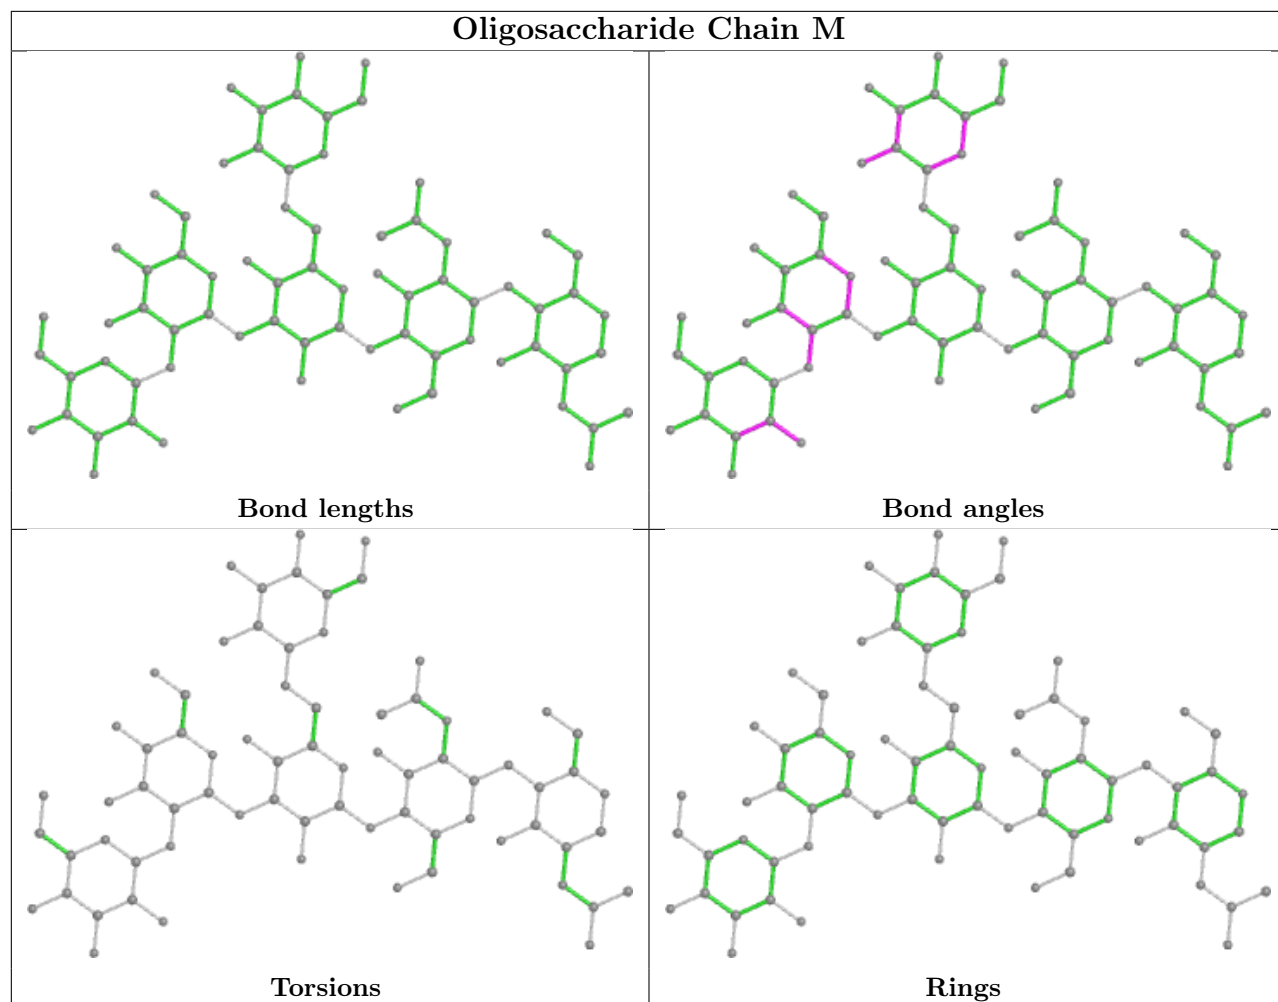 Oligosaccharide Chain M
Bond lengths
Bond angles
Torsions
Rings